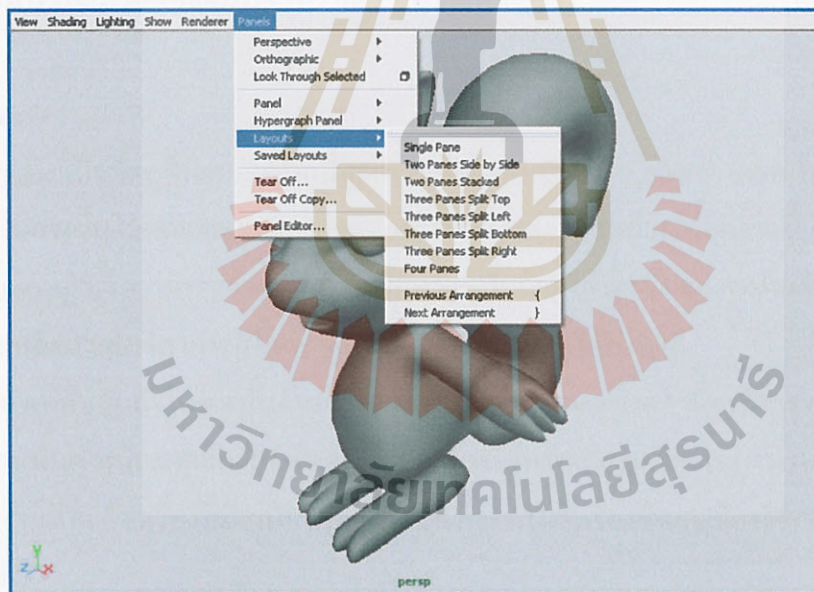 View Shading Lighting Show Renderer Panels
Perspective
Orthographic
Look Through Selected
Panel
Hypergraph Panel
Layouts
Saved Layouts
Tear Off...
Tear Off Copy...
Panel Editor...
Single Pane
Two Panes Side by Side
Two Panes Stacked
Three Panes Split Top
Three Panes Split Left
Three Panes Split Bottom
Three Panes Split Right
Four Panes
Previous Arrangement {
Next Arrangement }
มหาวิทยาลัยเทคโนโลยีสุรนารี
y
z x
persp